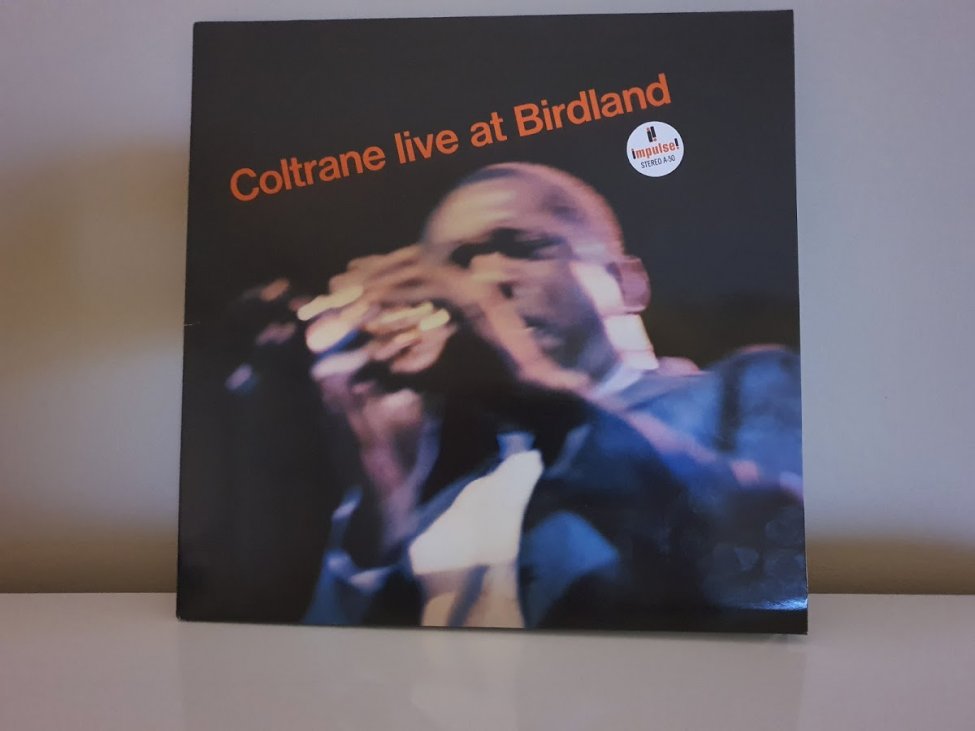 Coltrane live at Birdland
i!
impulse!
STEREO A-50